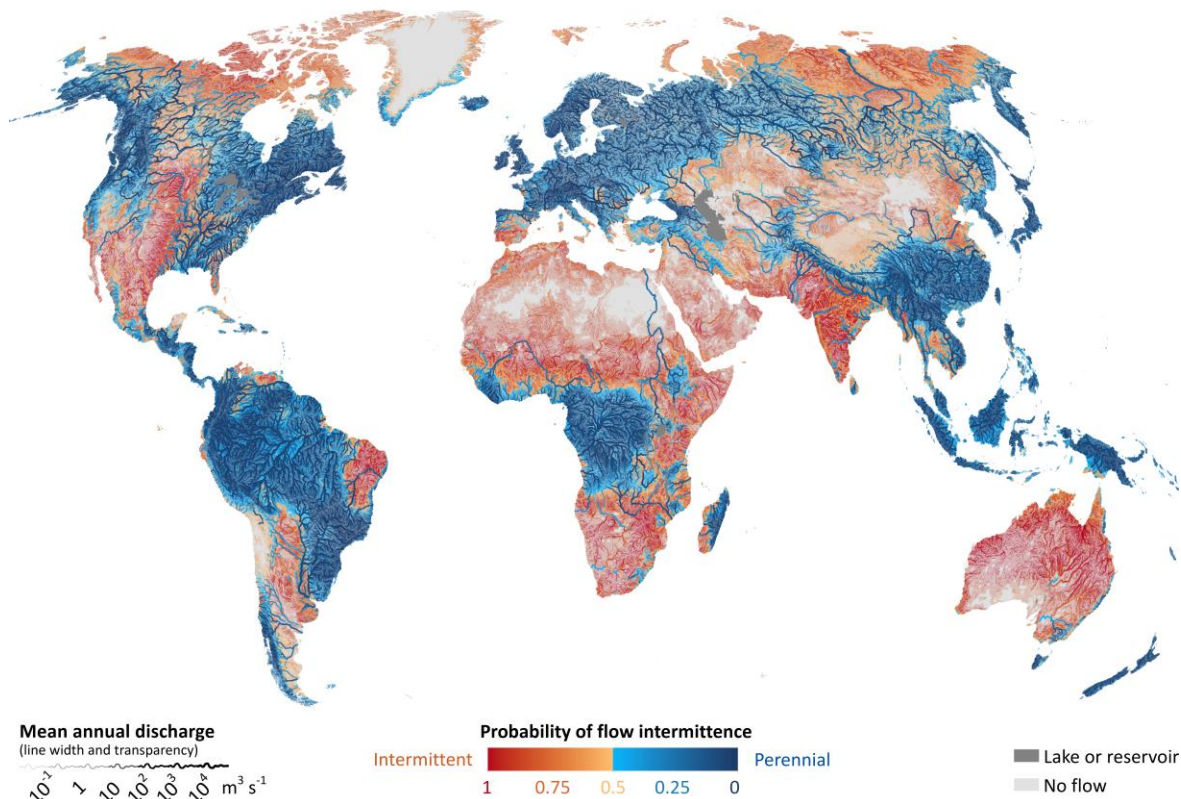 Mean annual discharge
(line width and transparency)
10⁻¹ 1 10 10² 10³ 10⁴ m³ s⁻¹
Probability of flow intermittence
Intermittent Perennial
1 0.75 0.5 0.25 0
Lake or reservoir
No flow